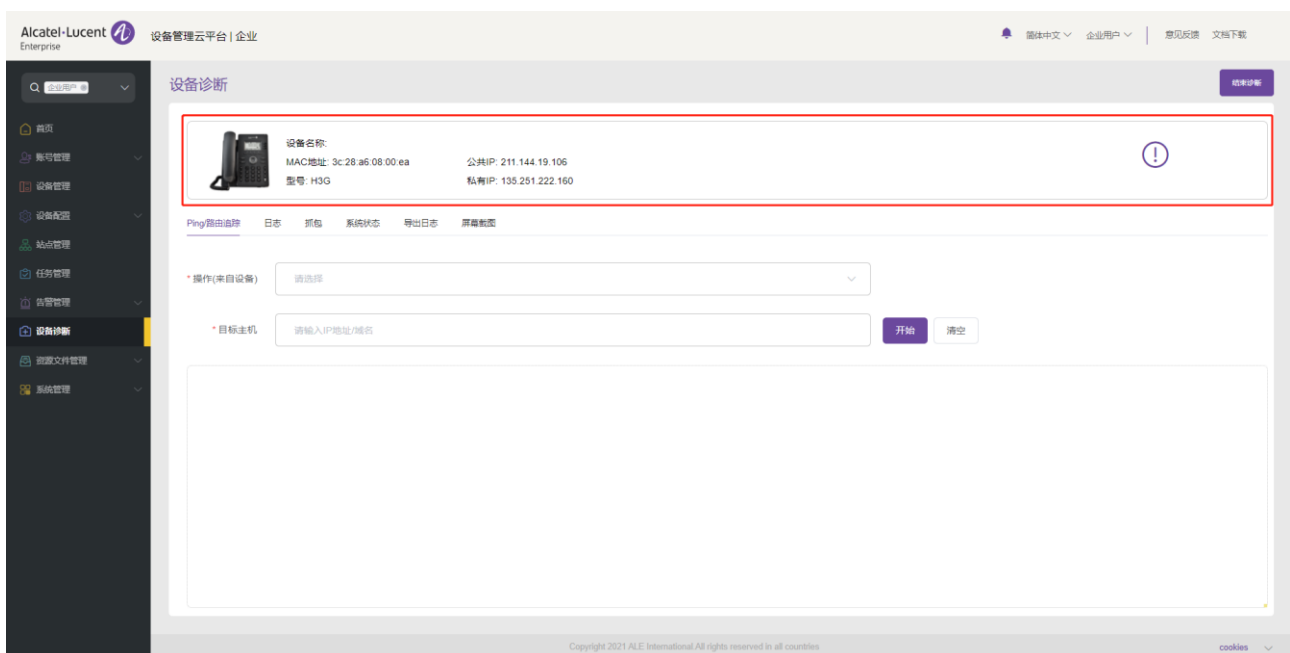 Alcatel·Lucent
Enterprise
设备管理云平台 | 企业
简体中文
企业用户
意见反馈
文档下载
企业用户
设备诊断
结束诊断
首页
账号管理
设备管理
设备配置
站点管理
任务管理
告警管理
设备诊断
资源文件管理
系统管理
设备名称:
MAC地址: 3c:28:a6:08:00:ea
公共IP: 211.144.19.106
型号: H3G
私有IP: 135.251.222.160
Ping/路由追踪
日志
抓包
系统状态
导出日志
屏幕截图
* 操作(来自设备)
请选择
* 目标主机
请输入IP地址/域名
开始
清空
Copyright 2021 ALE International.All rights reserved in all countries
cookies